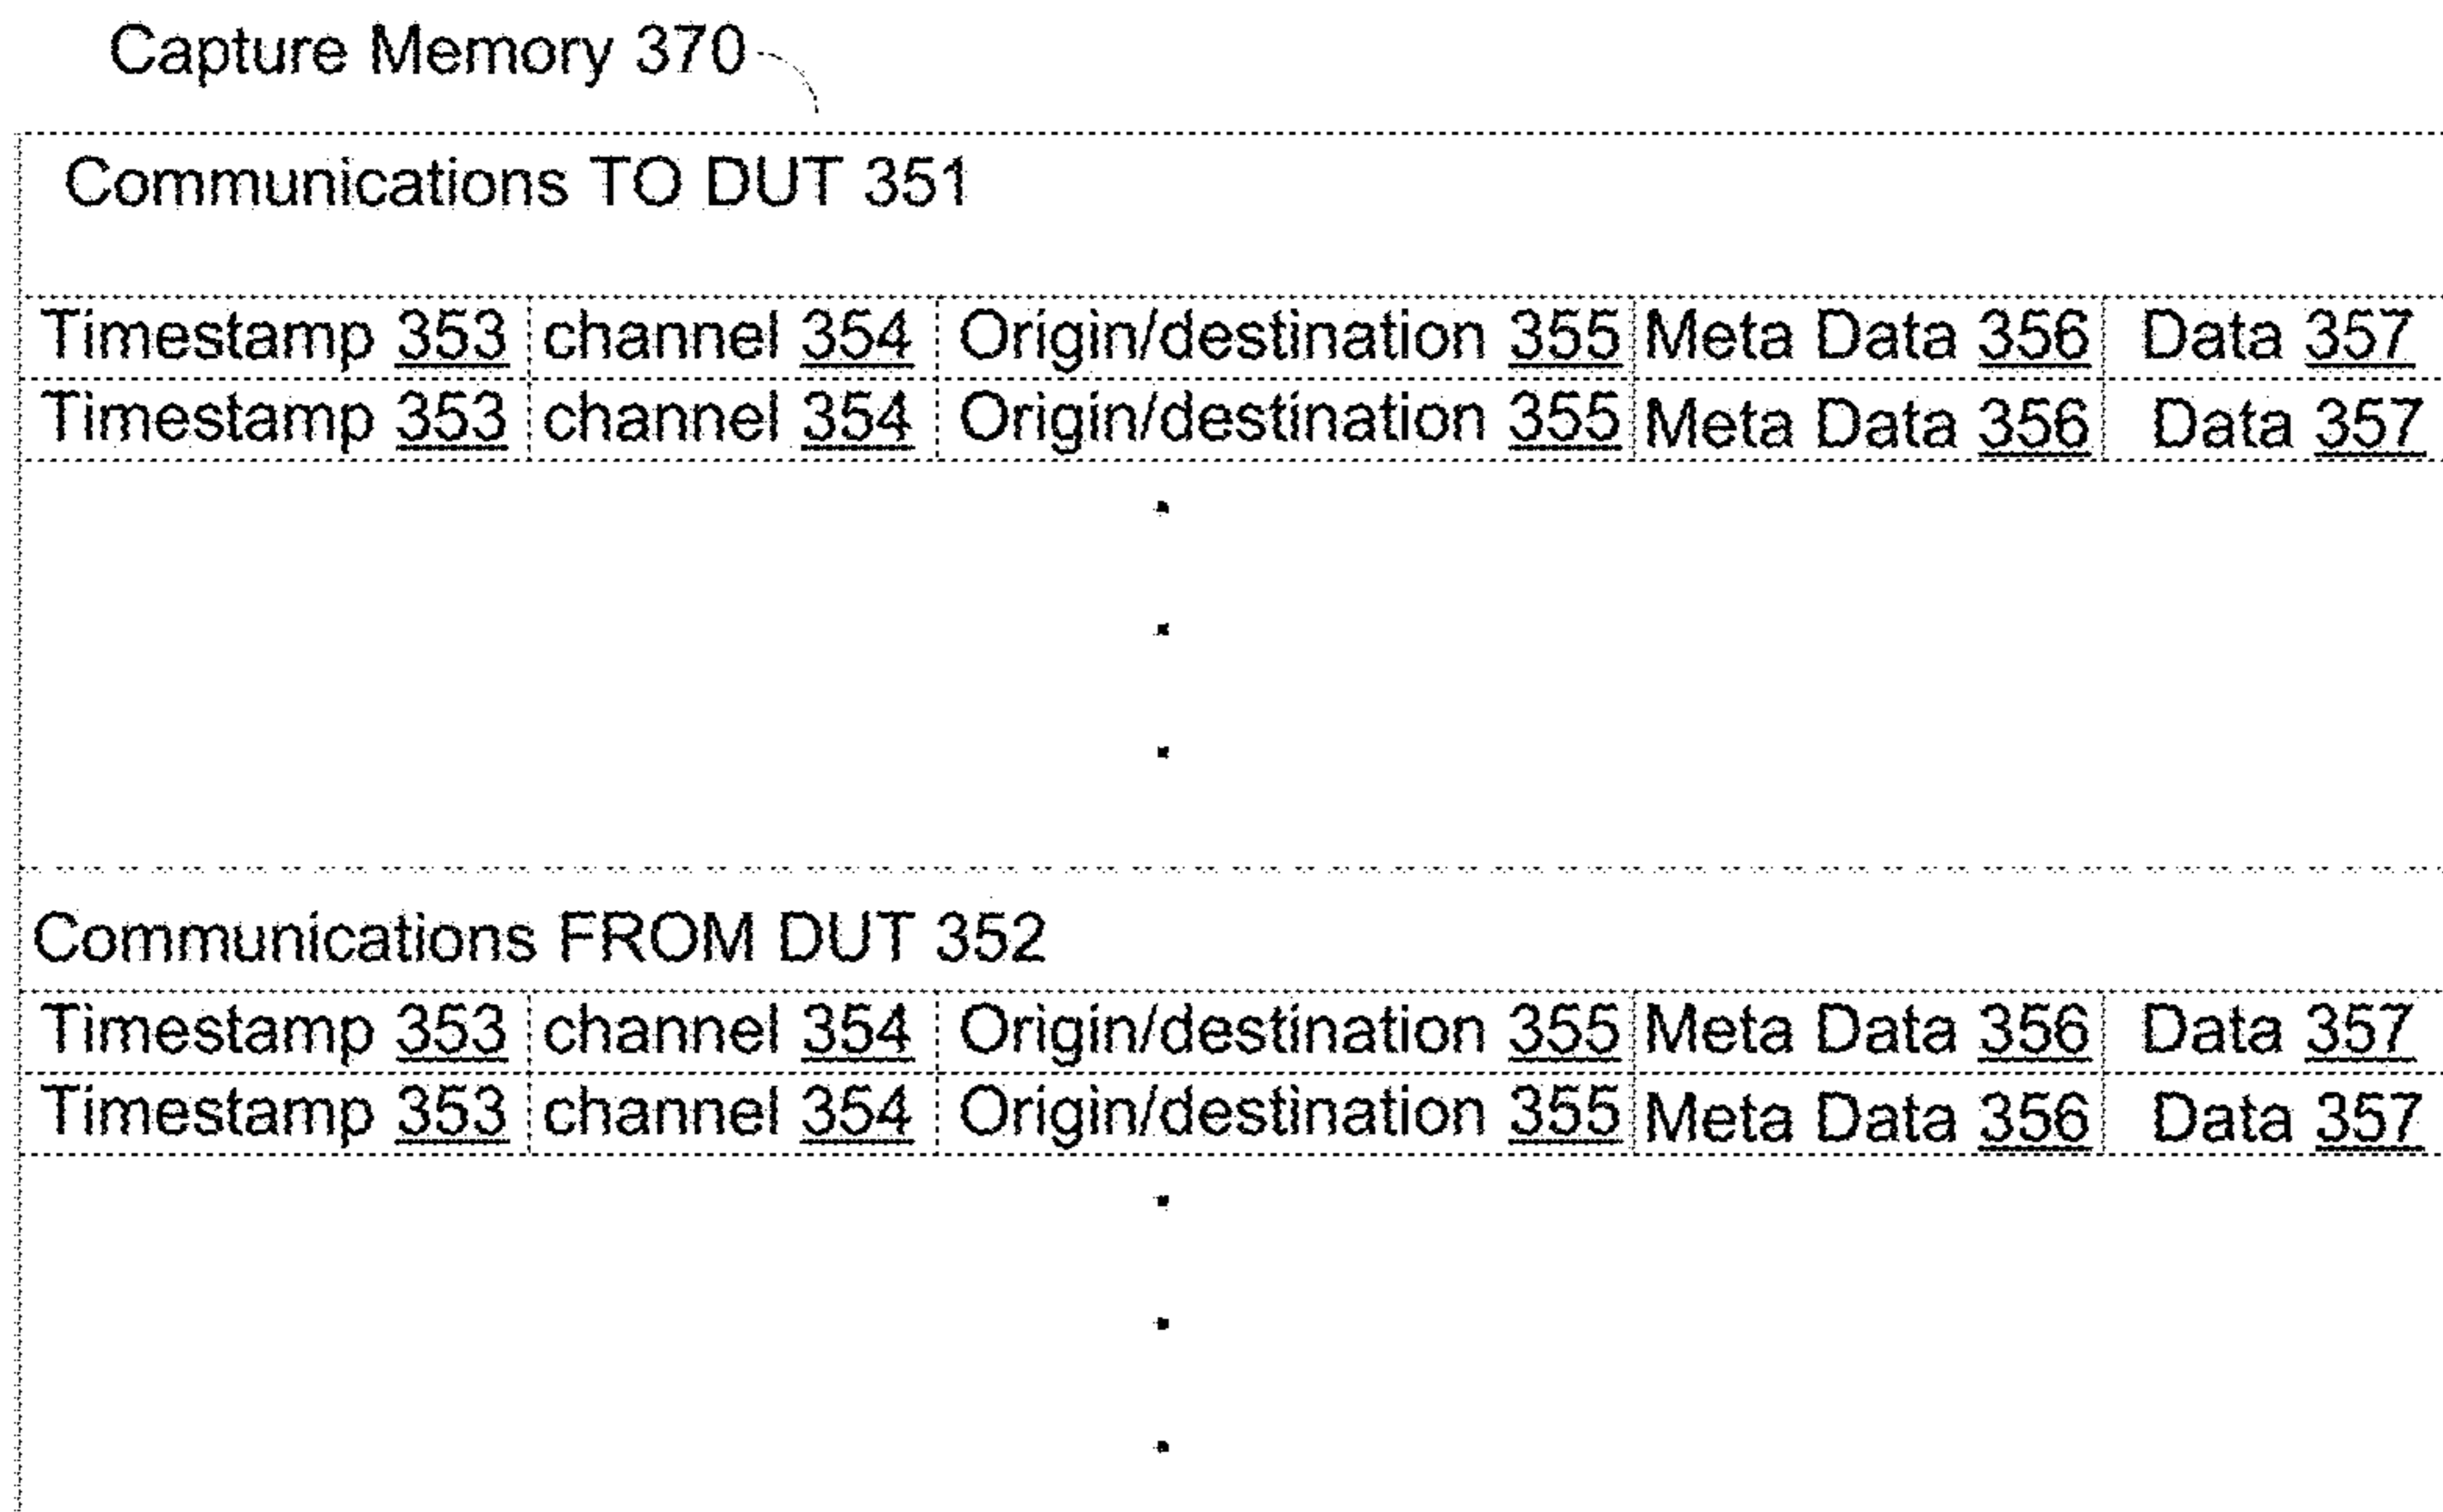 Capture Memory 370
Communications TO DUT 351
Timestamp 353 channel 354 Origin/destination 355 Meta Data 356 Data 357
Timestamp 353 channel 354 Origin/destination 355 Meta Data 356 Data 357
Communications FROM DUT 352
Timestamp 353 channel 354 Origin/destination 355 Meta Data 356 Data 357
Timestamp 353 channel 354 Origin/destination 355 Meta Data 356 Data 357